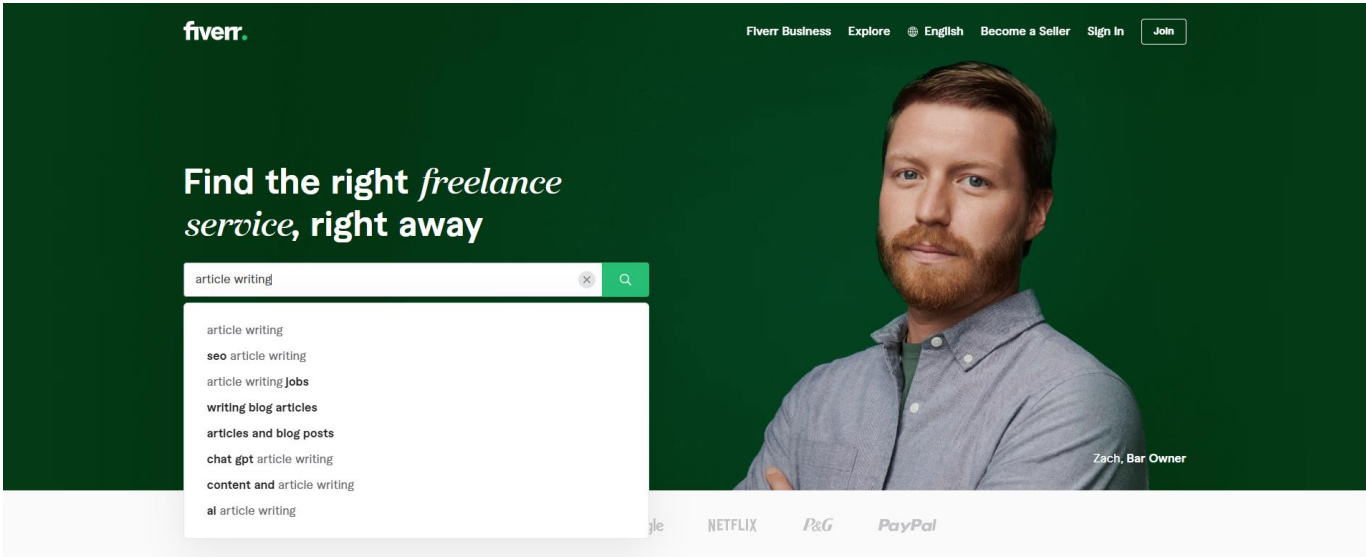 fiverr.
Fiverr Business Explore English Become a Seller Sign In Join
Find the right freelance
service, right away
article writing
article writing
seo article writing
article writing jobs
writing blog articles
articles and blog posts
chat gpt article writing
content and article writing
ai article writing
Zach, Bar Owner
NETFLIX P&G PayPal